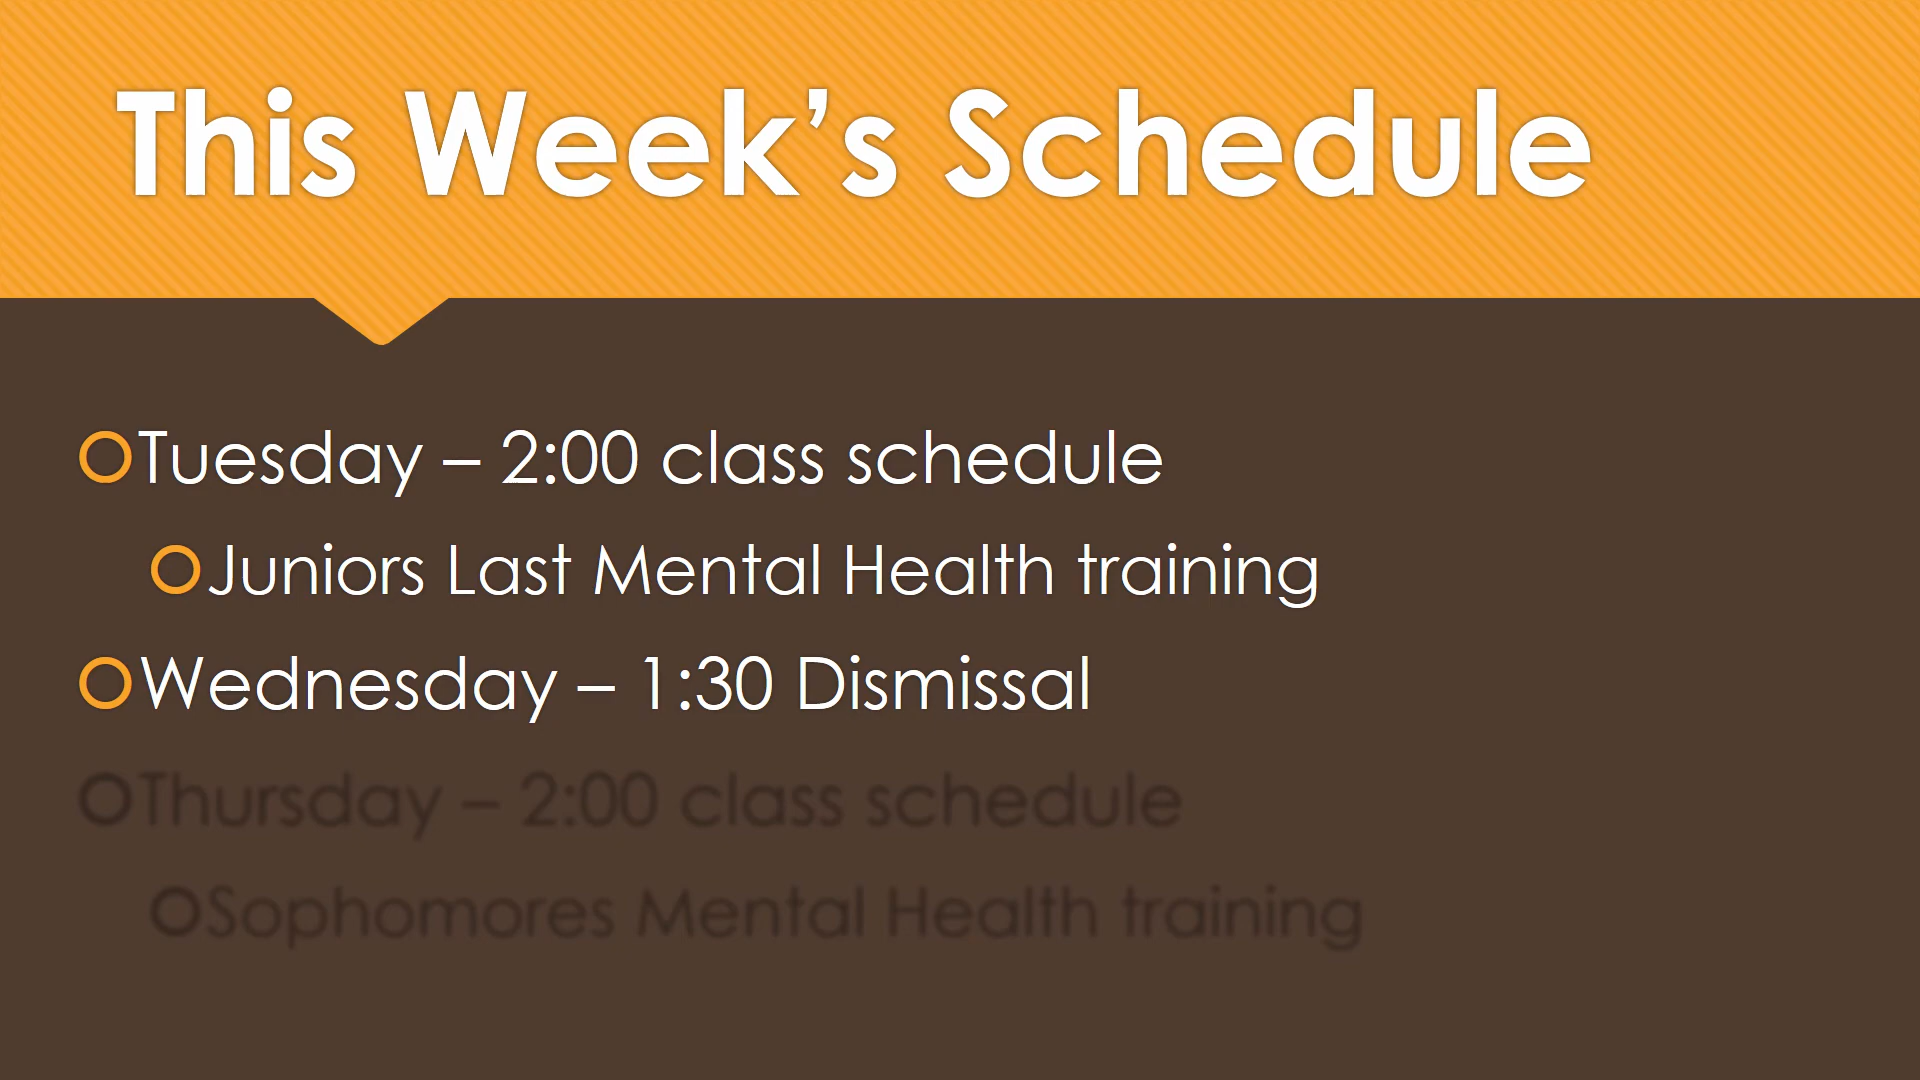 This Week’s Schedule
Tuesday – 2:00 class schedule
Juniors Last Mental Health training
Wednesday – 1:30 Dismissal
Thursday – 2:00 class schedule
Sophomores Mental Health training